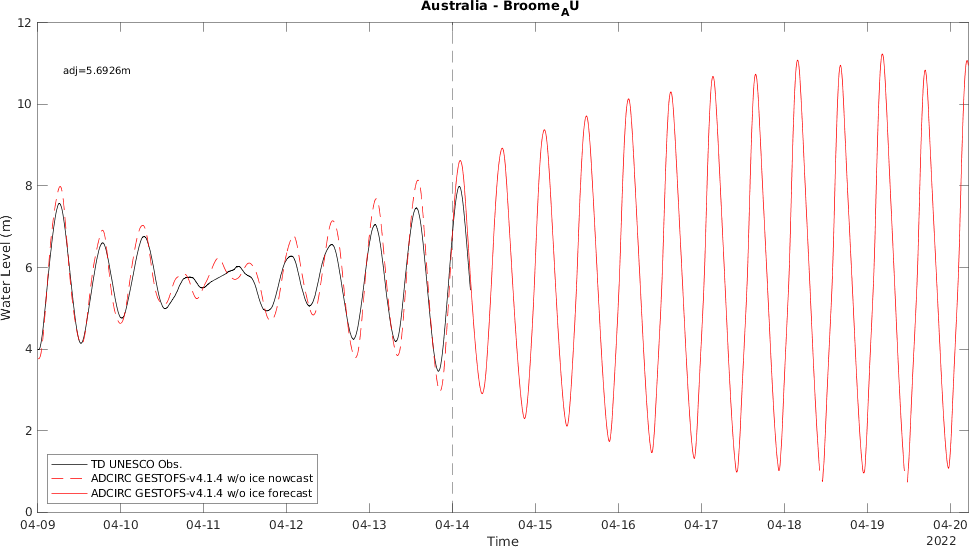 Australia - Broome_AU
adj=5.6926m
12
10
8
6
4
2
0
Water Level (m)
TD UNESCO Obs.
ADCIRC GESTOFS-v4.1.4 w/o ice nowcast
ADCIRC GESTOFS-v4.1.4 w/o ice forecast
04-09 04-10 04-11 04-12 04-13 04-14 04-15 04-16 04-17 04-18 04-19 04-20
Time
2022